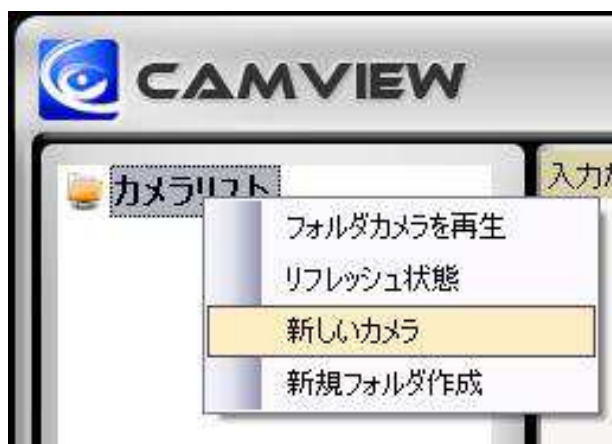 CAMVIEW
カメラリスト
入力
フォルダカメラを再生
リフレッシュ状態
新しいカメラ
新規フォルダ作成